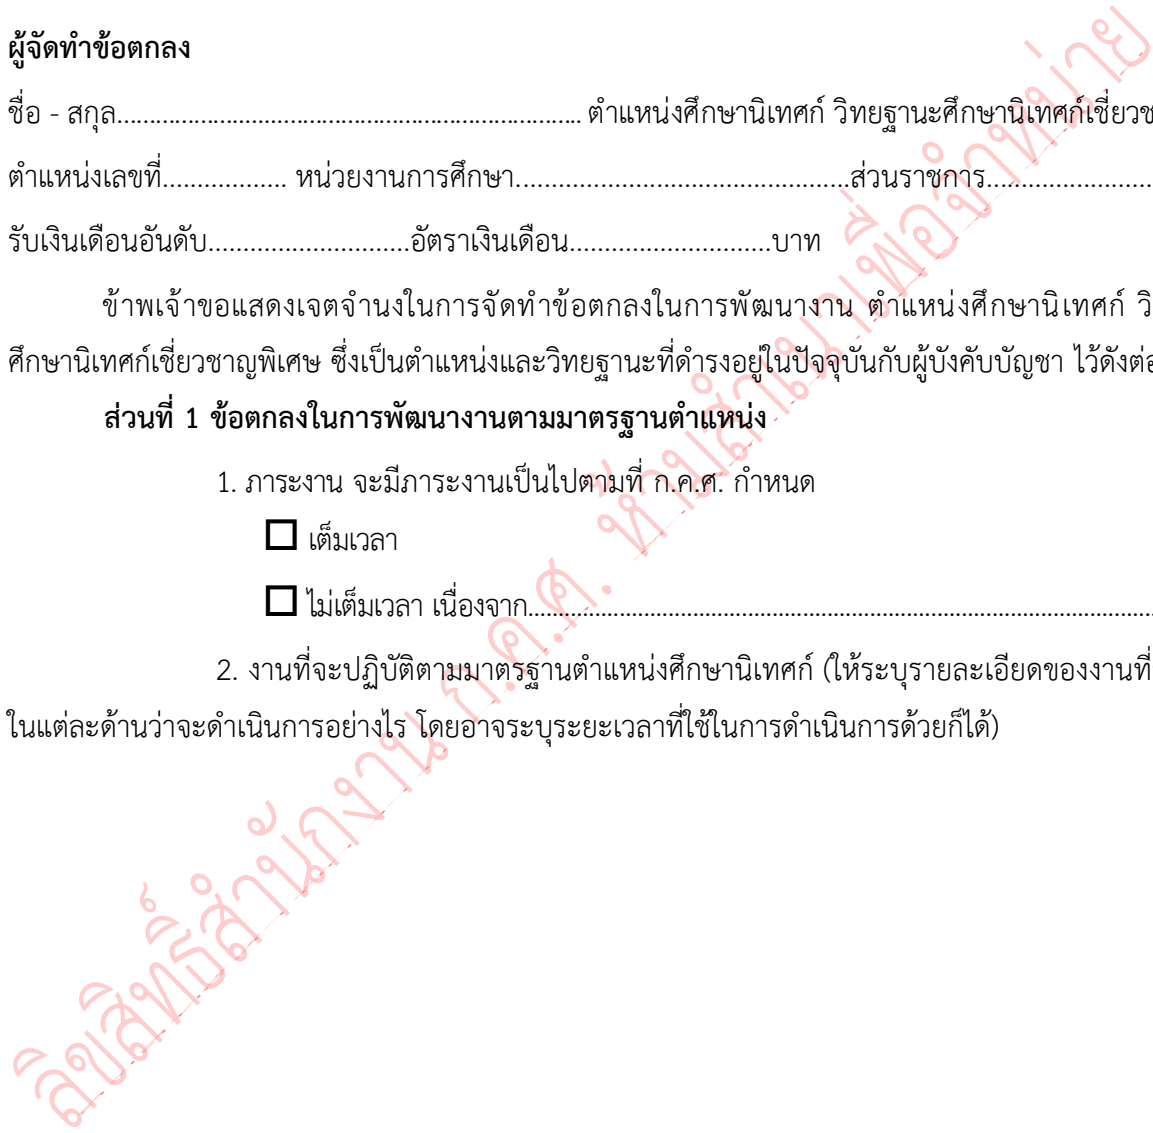 ผู้จัดทำข้อตกลง
ชื่อ - สกุล................................................................................ ตำแหน่งศึกษานิเทศก์ วิทยฐานะศึกษานิเทศก์เชี่ยวช
ตำแหน่งเลขที่.................. หน่วยงานการศึกษา...............................................ส่วนราชการ........................
รับเงินเดือนอันดับ.............................อัตราเงินเดือน.............................บาท
ข้าพเจ้าขอแสดงเจตจำนงในการจัดทำข้อตกลงในการพัฒนางาน ตำแหน่งศึกษานิเทศก์ วิ
ศึกษานิเทศก์เชี่ยวชาญพิเศษ ซึ่งเป็นตำแหน่งและวิทยฐานะที่ดำรงอยู่ในปัจจุบันกับผู้บังคับบัญชา ไว้ดังต่อ
ส่วนที่ 1 ข้อตกลงในการพัฒนางานตามมาตรฐานตำแหน่ง
1. ภาระงาน จะมีภาระงานเป็นไปตามที่ ก.ค.ศ. กำหนด
☐ เต็มเวลา
☐ ไม่เต็มเวลา เนื่องจาก..............................................................................................................
2. งานที่จะปฏิบัติตามมาตรฐานตำแหน่งศึกษานิเทศก์ (ให้ระบุรายละเอียดของงานที่
ในแต่ละด้านว่าจะดำเนินการอย่างไร โดยอาจระบุระยะเวลาที่ใช้ในการดำเนินการด้วยก็ได้)
ลิขสิทธิ์สำนักงาน ก.ค.ศ. ห้ามสำเนาเพื่อจำหน่าย